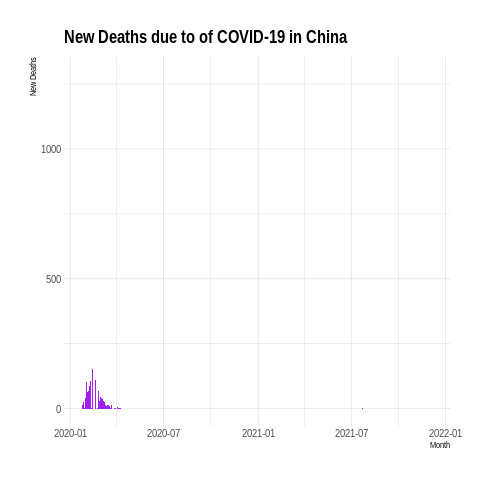 New Deaths due to of COVID-19 in China
New Deaths
1000
500
0
2020-01 2020-07 2021-01 2021-07 2022-01
Month